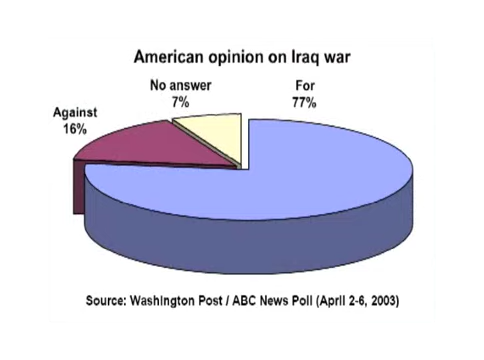 American opinion on Iraq war
No answer
7%
For
77%
Against
16%
Source: Washington Post / ABC News Poll (April 2-6, 2003)